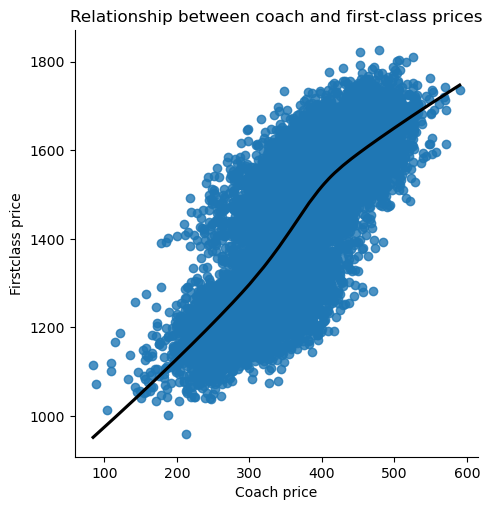 Relationship between coach and first-class prices
1800
1600
1400
1200
1000
Firstclass price
100 200 300 400 500 600
Coach price